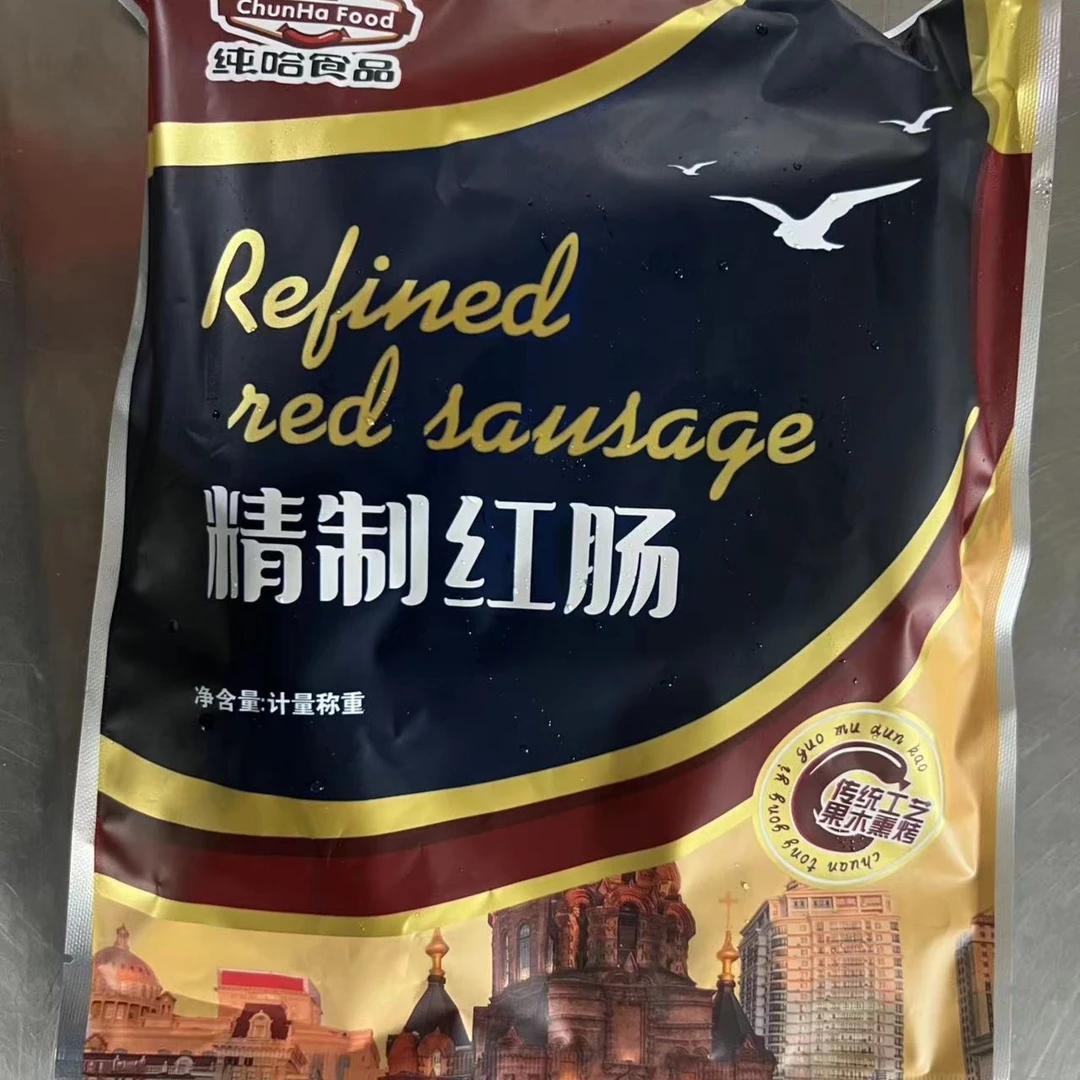 ChunHa Food
纯哈食品
Refined
red sausage
精制红肠
净含量:计量称重
guo mu qun kao
传统工艺
果木熏烤
chuan tong gong yi